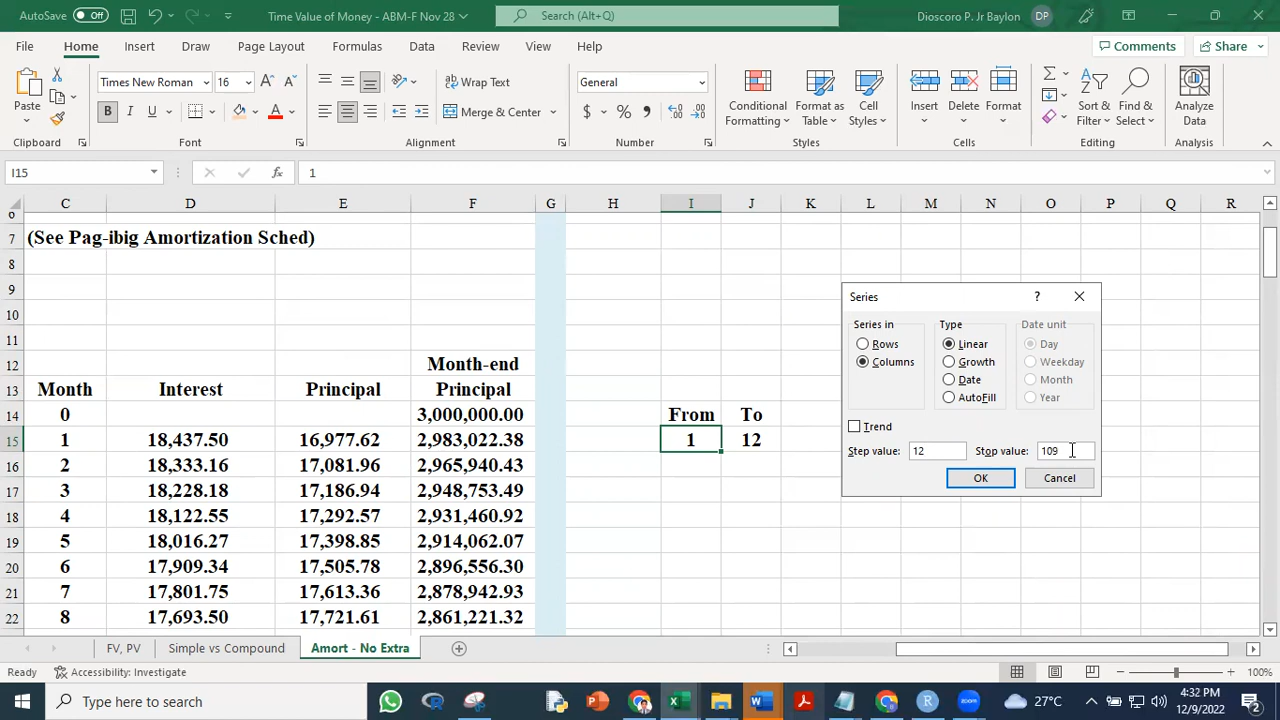 AutoSave Off Time Value of Money - ABM-F Nov 28 Search (Alt+Q) Dioscoro P. Jr Baylon DP
File Home Insert Draw Page Layout Formulas Data Review View Help Comments Share
Paste Times New Roman 16 Wrap Text General Conditional Formatting Format as Table Cell Styles Insert Delete Format Sort & Filter Find & Select Analyze Data
B I U A Merge & Center $ %
Clipboard Font Alignment Number Styles Cells Editing Analysis
I15 fx 1
C D E F G H I J K L M N O P Q R
7 (See Pag-ibig Amortization Sched)
8
9
10
11
12 Month-end
13 Month Interest Principal Principal
14 0 3,000,000.00 From To
15 1 18,437.50 16,977.62 2,983,022.38 1 12
16 2 18,333.16 17,081.96 2,965,940.43
17 3 18,228.18 17,186.94 2,948,753.49
18 4 18,122.55 17,292.57 2,931,460.92
19 5 18,016.27 17,398.85 2,914,062.07
20 6 17,909.34 17,505.78 2,896,556.30
21 7 17,801.75 17,613.36 2,878,942.93
22 8 17,693.50 17,721.61 2,861,221.32
Series ?
Series in Type Date unit
Rows Linear Day
Columns Growth Weekday
Date Month
AutoFill Year
Trend
Step value: 12 Stop value: 109
OK Cancel
FV, PV Simple vs Compound Amort - No Extra
Ready Accessibility: Investigate 100%
Type here to search 27°C 4:32 PM
12/9/2022 2